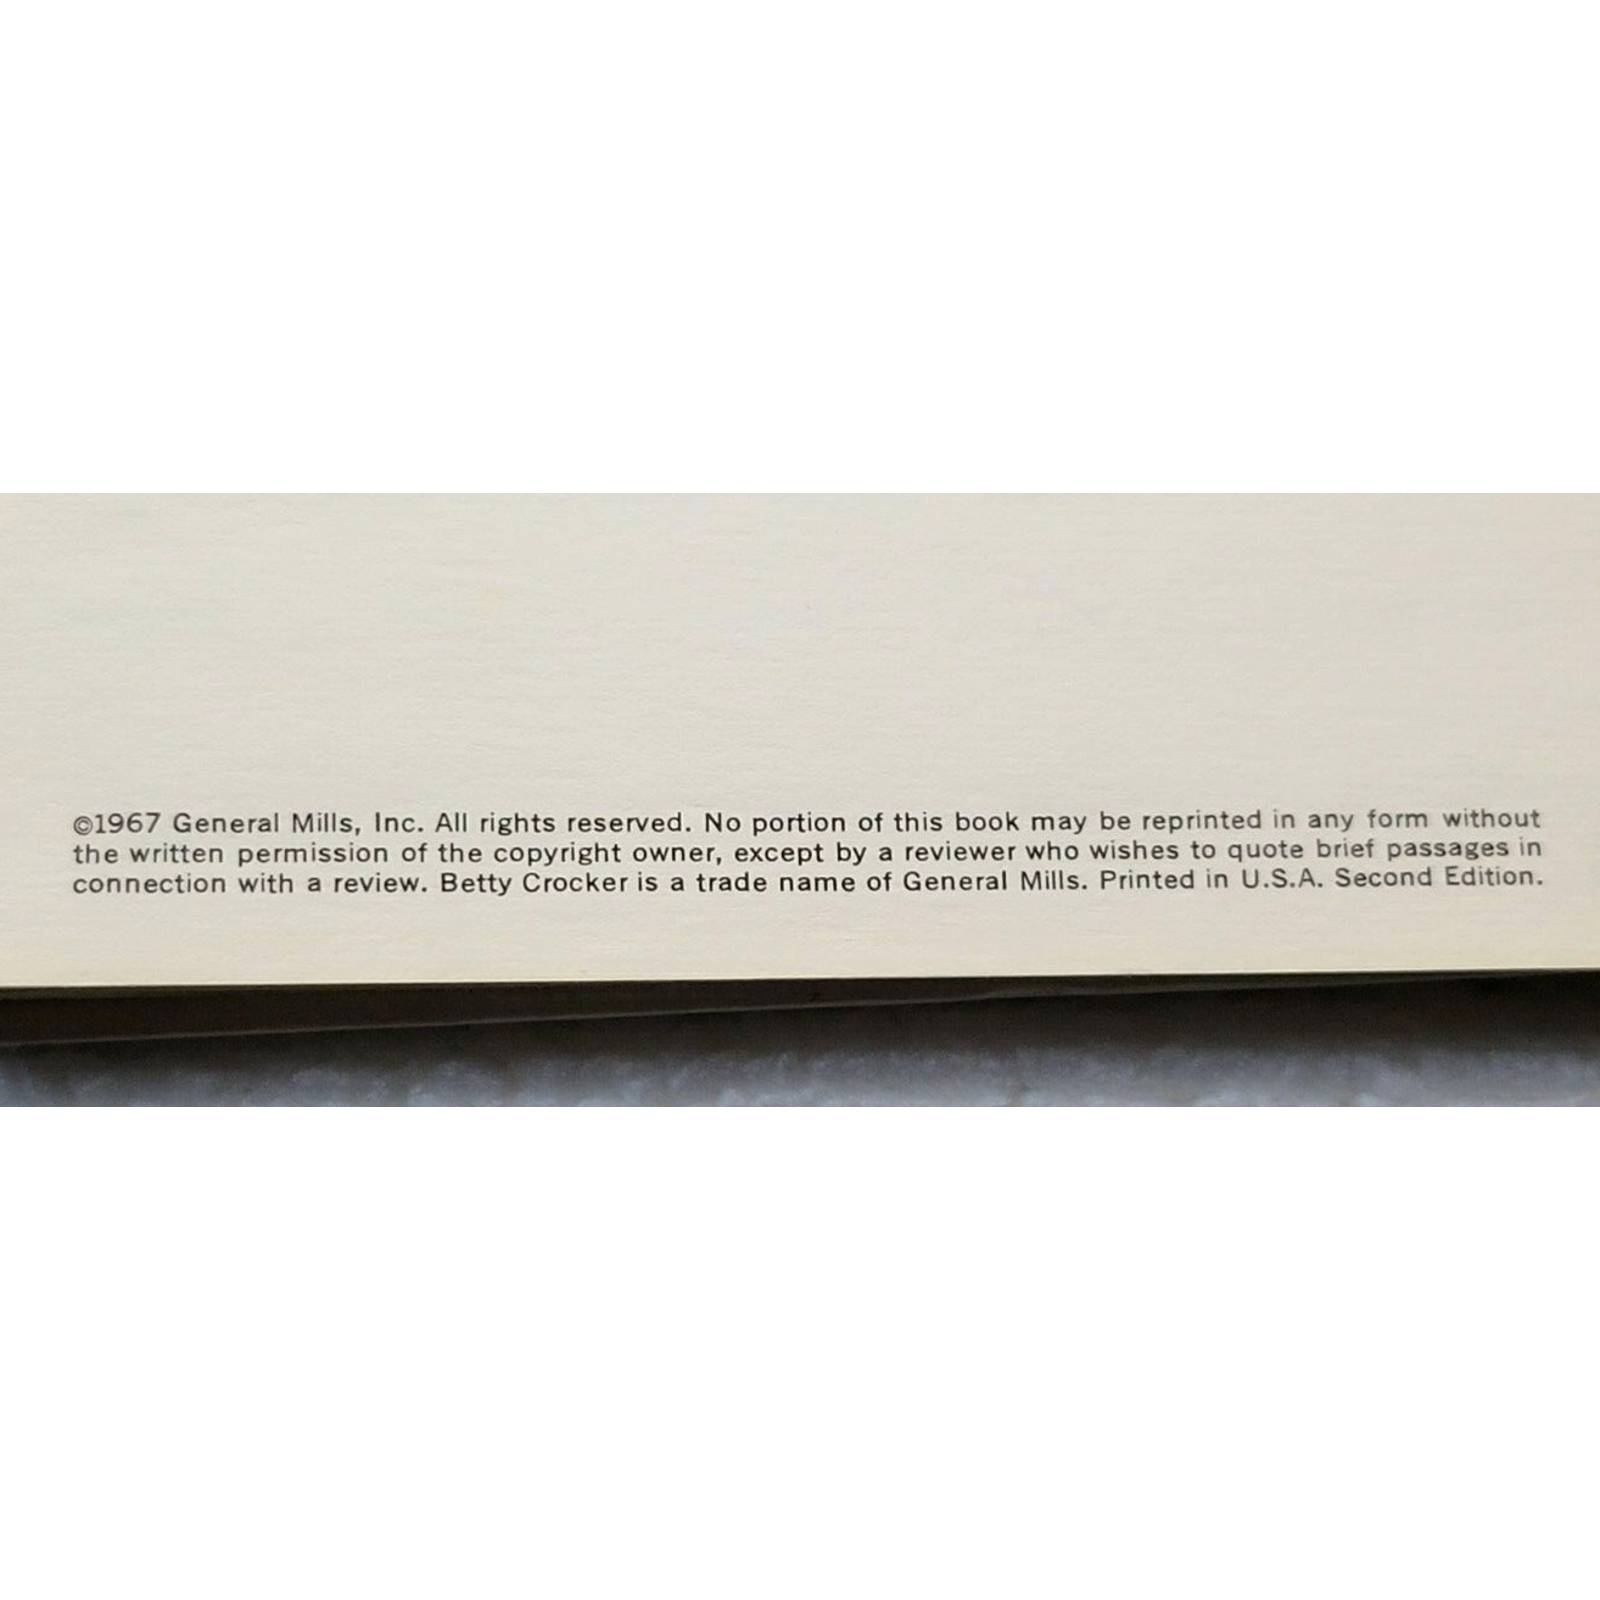 ©1967 General Mills, Inc. All rights reserved. No portion of this book may be reprinted in any form without
the written permission of the copyright owner, except by a reviewer who wishes to quote brief passages in
connection with a review. Betty Crocker is a trade name of General Mills. Printed in U.S.A. Second Edition.